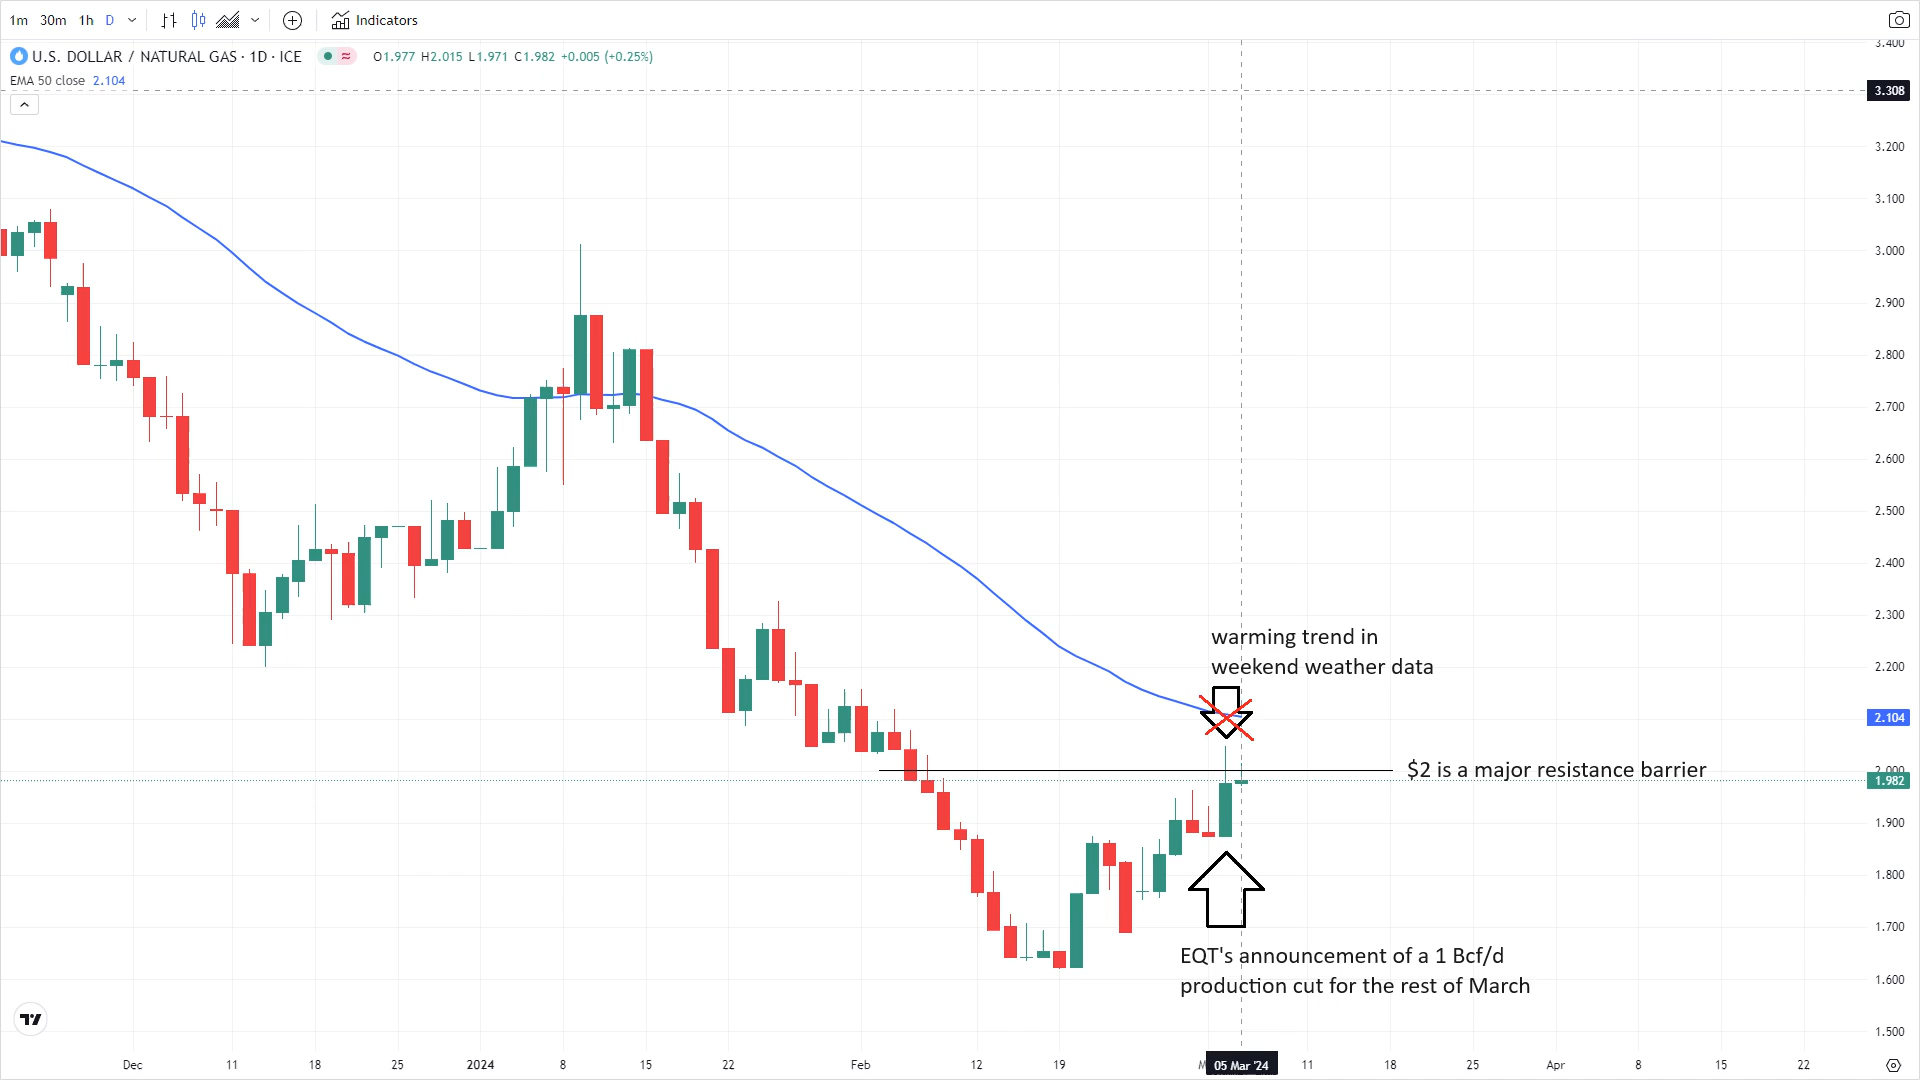 1m 30m 1h D Indicators
U.S. DOLLAR / NATURAL GAS · 1D · ICE O1.977 H2.015 L1.971 C1.982 +0.005 (+0.25%)
EMA 50 close 2.104
3.400
3.308
3.200
3.100
3.000
2.900
2.800
2.700
2.600
2.500
2.400
2.300
warming trend in
weekend weather data
2.200
2.104
$2 is a major resistance barrier
2.000
1.982
1.900
1.800
1.700
EQT's announcement of a 1 Bcf/d
production cut for the rest of March
1.600
1.500
Dec 11 18 25 2024 8 15 22 Feb 12 19 05 Mar '24 11 18 25 Apr 8 15 22